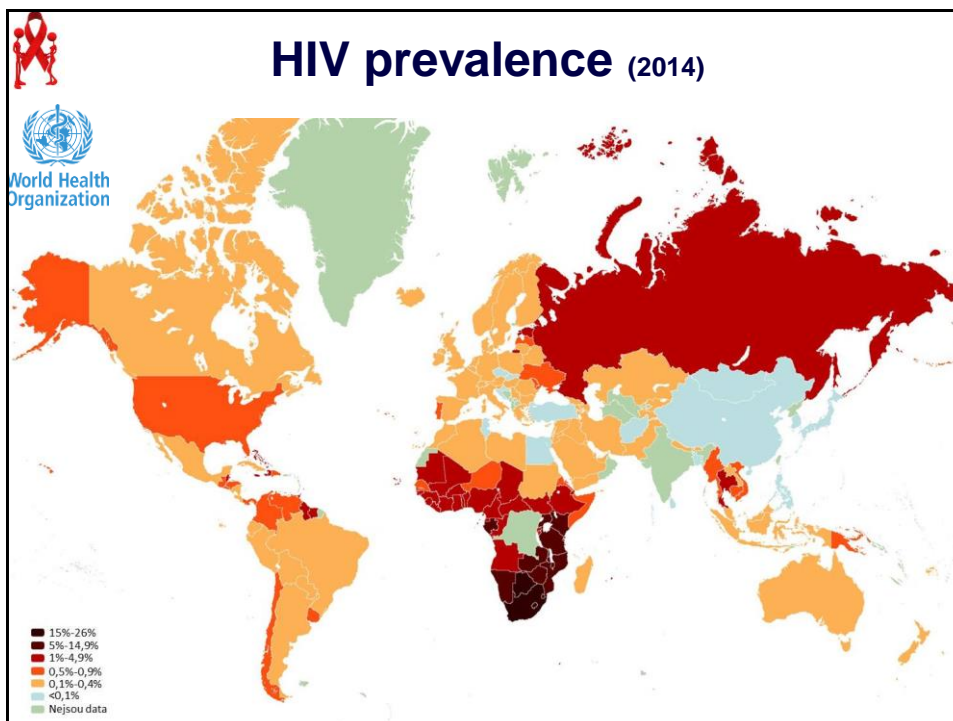 HIV prevalence (2014)
World Health
Organization
15%-26%
5%-14,9%
1%-4,9%
0,5%-0,9%
0,1%-0,4%
<0,1%
Nejsou data